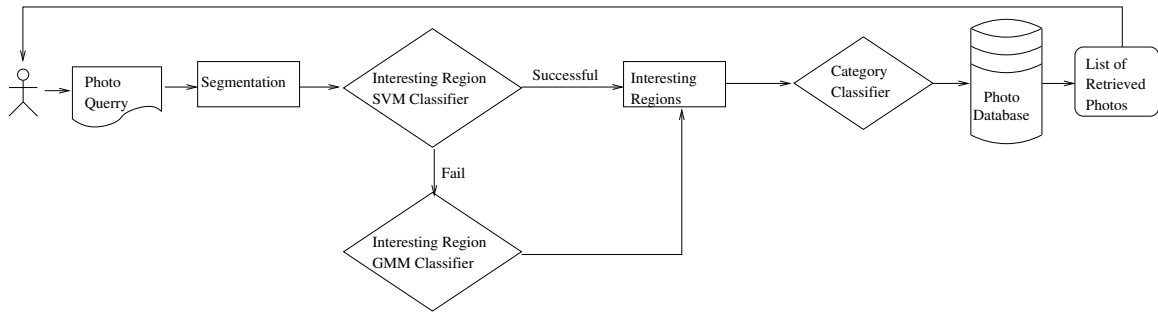 Photo
Querry
Segmentation
Interesting Region
SVM Classifier
Successful
Interesting
Regions
Category
Classifier
Photo
Database
List of
Retrieved
Photos
Fail
Interesting Region
GMM Classifier